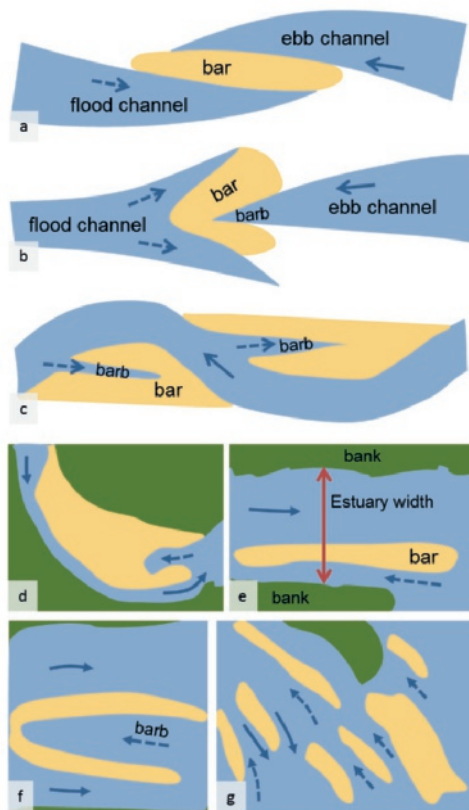 ebb channel
bar
flood channel
a
bar
flood channel
barb
ebb channel
b
barb
barb
bar
c
d
bank
Estuary width
bar
bank
e
barb
f
g